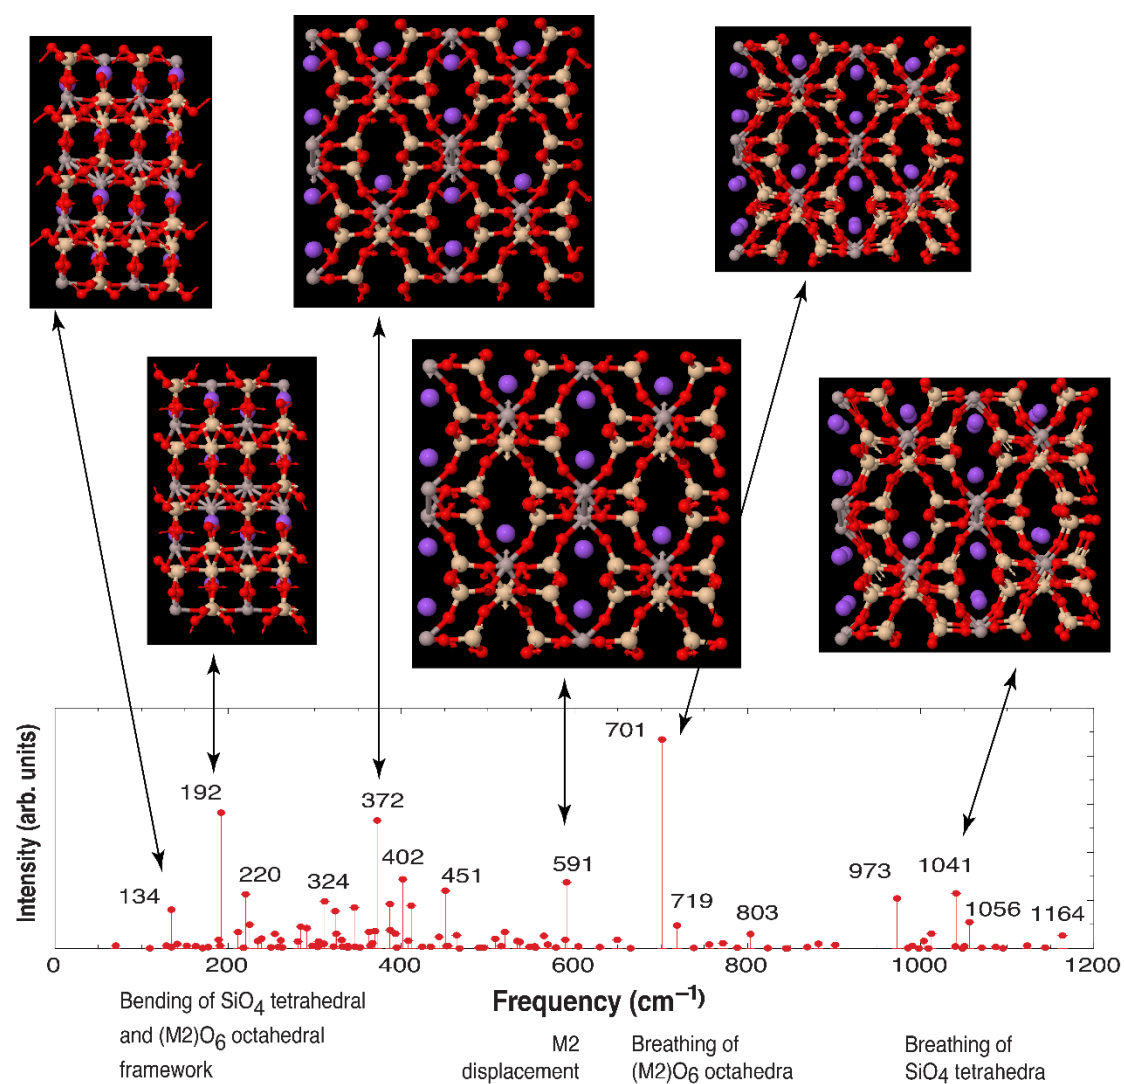 Intensity (arb. units)
134
192
220
324
372
402
451
591
701
719
803
973
1041
1056
1164
0
200
400
600
800
1000
1200
Frequency (cm⁻¹)
Bending of SiO₄ tetrahedral
and (M2)O₆ octahedral
framework
M2
displacement
Breathing of
(M2)O₆ octahedra
Breathing of
SiO₄ tetrahedra